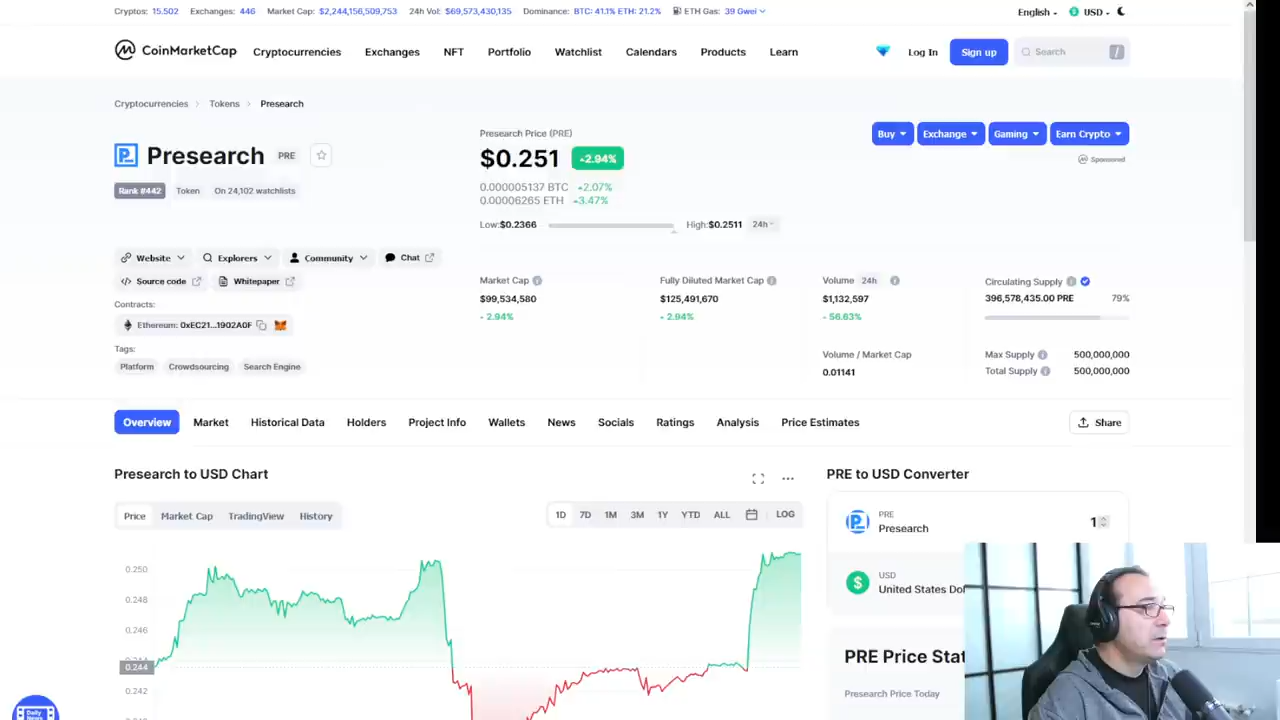 Cryptos: 15,502 Exchanges: 446 Market Cap: $2,244,156,509,753 24h Vol: $69,573,430,135 Dominance: BTC: 41.1% ETH: 21.2% ETH Gas: 39 Gwei English USD
CoinMarketCap Cryptocurrencies Exchanges NFT Portfolio Watchlist Calendars Products Learn Log In Sign up Search /
Cryptocurrencies > Tokens > Presearch
Presearch PRE
Rank #442 Token On 24,102 watchlists
Presearch Price (PRE)
$0.251 2.94%
0.000005137 BTC 2.07%
0.00006265 ETH 3.47%
Low:$0.2366 High:$0.2511 24h
Buy Exchange Gaming Earn Crypto
Sponsored
Website Explorers Community Chat
Source code Whitepaper
Contracts:
Ethereum: 0xEC21...1902A0F
Tags:
Platform Crowdsourcing Search Engine
Market Cap
$99,534,580
2.94%
Fully Diluted Market Cap
$125,491,670
2.94%
Volume 24h
$1,132,597
56.63%
Volume / Market Cap
0.01141
Circulating Supply
396,578,435.00 PRE 79%
Max Supply 500,000,000
Total Supply 500,000,000
Overview Market Historical Data Holders Project Info Wallets News Socials Ratings Analysis Price Estimates Share
Presearch to USD Chart
Price Market Cap TradingView History 1D 7D 1M 3M 1Y YTD ALL LOG
0.250
0.248
0.246
0.244
0.242
PRE to USD Converter
PRE
Presearch 1
USD
United States Dol
PRE Price Stat
Presearch Price Today
Daily